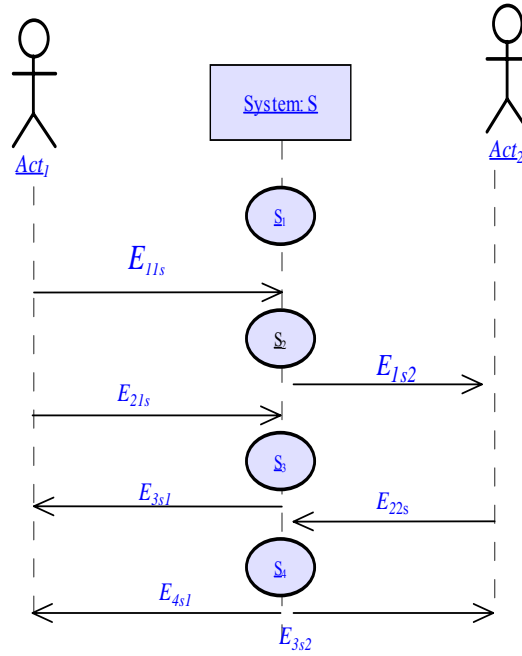 System: S
Act₁
Act₂
S₁
E₁₁ₛ
S₂
E₁ₛ₂
E₂₁ₛ
S₃
E₃ₛ₁
E₂₂ₛ
S₄
E₄ₛ₁
E₃ₛ₂